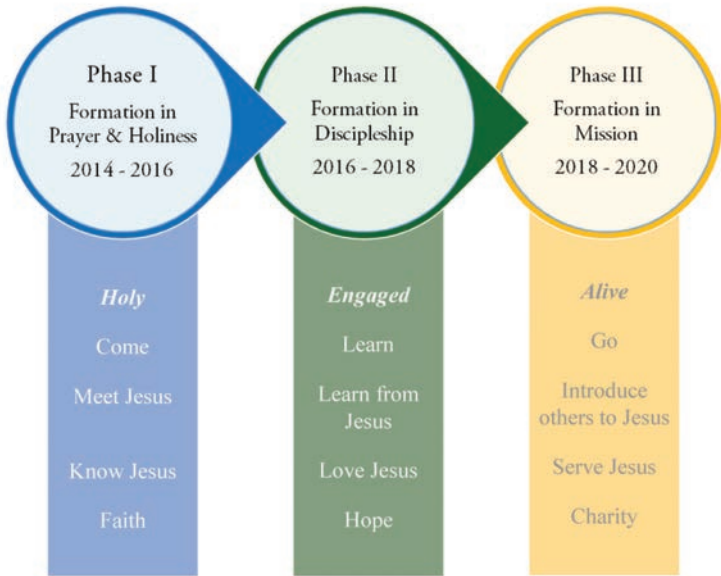 Phase I
Formation in
Prayer & Holiness
2014 - 2016
Holy
Come
Meet Jesus
Know Jesus
Faith
Phase II
Formation in
Discipleship
2016 - 2018
Engaged
Learn
Learn from
Jesus
Love Jesus
Hope
Phase III
Formation in
Mission
2018 - 2020
Alive
Go
Introduce
others to Jesus
Serve Jesus
Charity